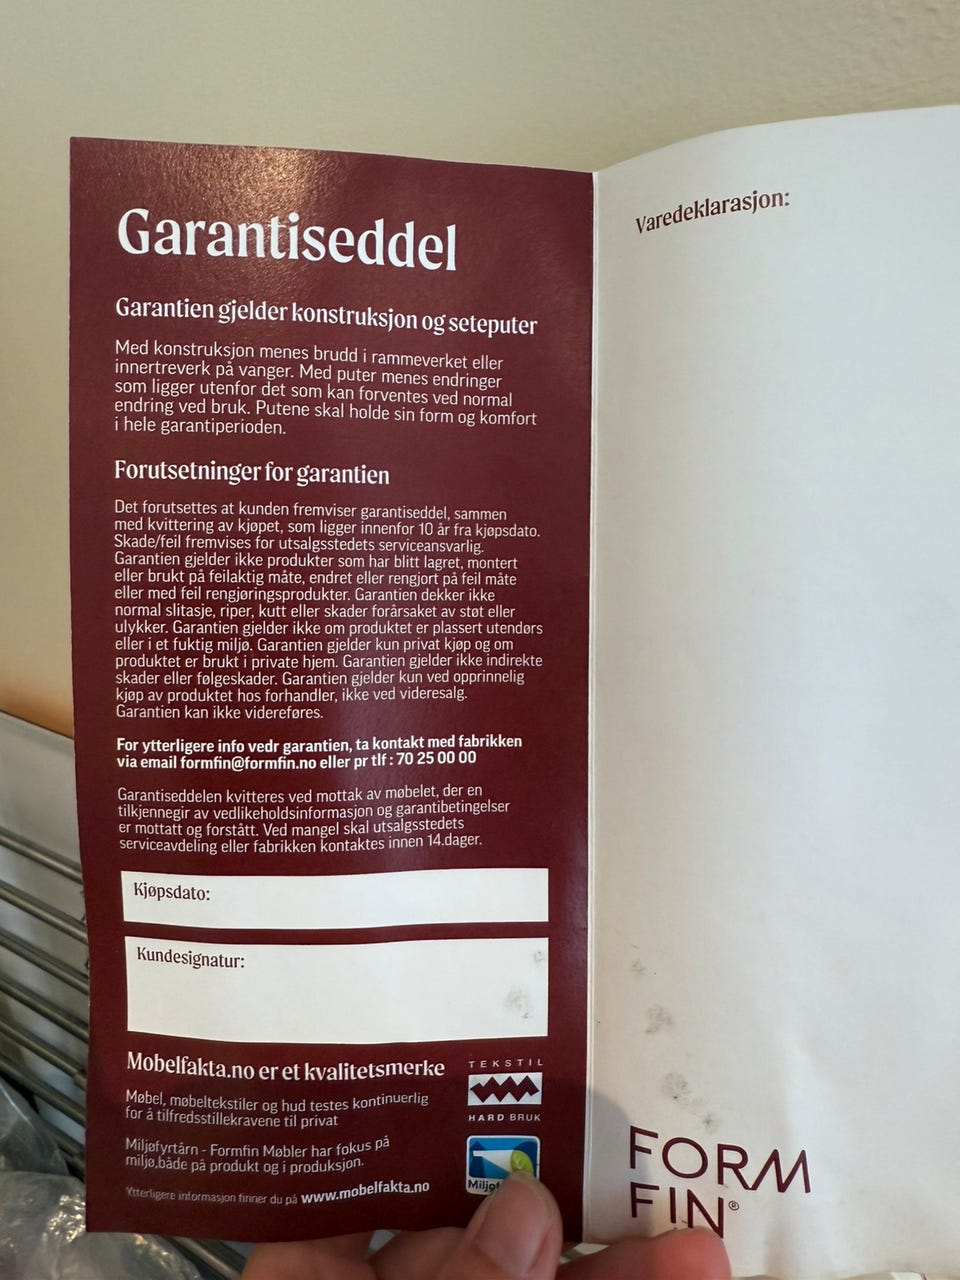 Garantiseddel
Garantien gjelder konstruksjon og seteputer
Med konstruksjon menes brudd i rammeverket eller
innertreverk på vanger. Med puter menes endringer
som ligger utenfor det som kan forventes ved normal
endring ved bruk. Putene skal holde sin form og komfort
i hele garantiperioden.
Forutsetninger for garantien
Det forutsettes at kunden fremviser garantiseddel, sammen
med kvittering av kjøpet, som ligger innenfor 10 år fra kjøpsdato.
Skade/feil fremvises for utsalgsstedets serviceansvarlig.
Garantien gjelder ikke produkter som har blitt lagret, montert
eller brukt på feilaktig måte, endret eller rengjort på feil måte
eller med feil rengjøringsprodukter. Garantien dekker ikke
normal slitasje, riper, kutt eller skader forårsaket av støt eller
ulykker. Garantien gjelder ikke om produktet er plassert utendørs
eller i et fuktig miljø. Garantien gjelder kun privat kjøp og om
produktet er brukt i private hjem. Garantien gjelder ikke indirekte
skader eller følgeskader. Garantien gjelder kun ved opprinnelig
kjøp av produktet hos forhandler, ikke ved videresalg.
Garantien kan ikke videreføres.
For ytterligere info vedr garantien, ta kontakt med fabrikken
via email formfin@formfin.no eller pr tlf : 70 25 00 00
Garantiseddelen kvitteres ved mottak av møbelet, der en
tilkjennegir av vedlikeholdsinformasjon og garantibetingelser
er mottatt og forstått. Ved mangel skal utsalgsstedets
serviceavdeling eller fabrikken kontaktes innen 14.dager.
Kjøpsdato:
Kundesignatur:
Mobelfakta.no er et kvalitetsmerke
Møbel, møbeltekstiler og hud testes kontinuerlig
for å tilfredsstillekravene til privat
Miljøfyrtårn - Formfin Møbler har fokus på
miljø,både på produkt og i produksjon.
Ytterligere informasjon finner du på www.mobelfakta.no
TEKSTIL
HARD BRUK
Varedeklarasjon:
FORM
FIN®